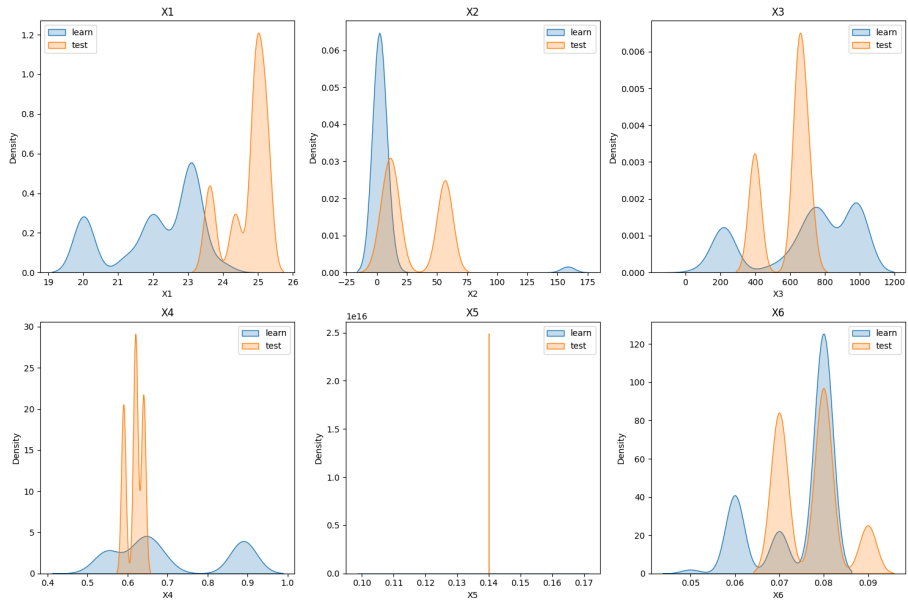 X1
learn
test
Density
1.2
1.0
0.8
0.6
0.4
0.2
0.0
19 20 21 22 23 24 25 26
X1
X2
learn
test
Density
0.06
0.05
0.04
0.03
0.02
0.01
0.00
−25 0 25 50 75 100 125 150 175
X2
X3
learn
test
Density
0.006
0.005
0.004
0.003
0.002
0.001
0.000
0 200 400 600 800 1000 1200
X3
X4
learn
test
Density
30
25
20
15
10
5
0
0.4 0.5 0.6 0.7 0.8 0.9 1.0
X4
X5
1e16
learn
test
Density
2.5
2.0
1.5
1.0
0.5
0.0
0.10 0.11 0.12 0.13 0.14 0.15 0.16 0.17
X5
X6
learn
test
Density
120
100
80
60
40
20
0
0.05 0.06 0.07 0.08 0.09
X6